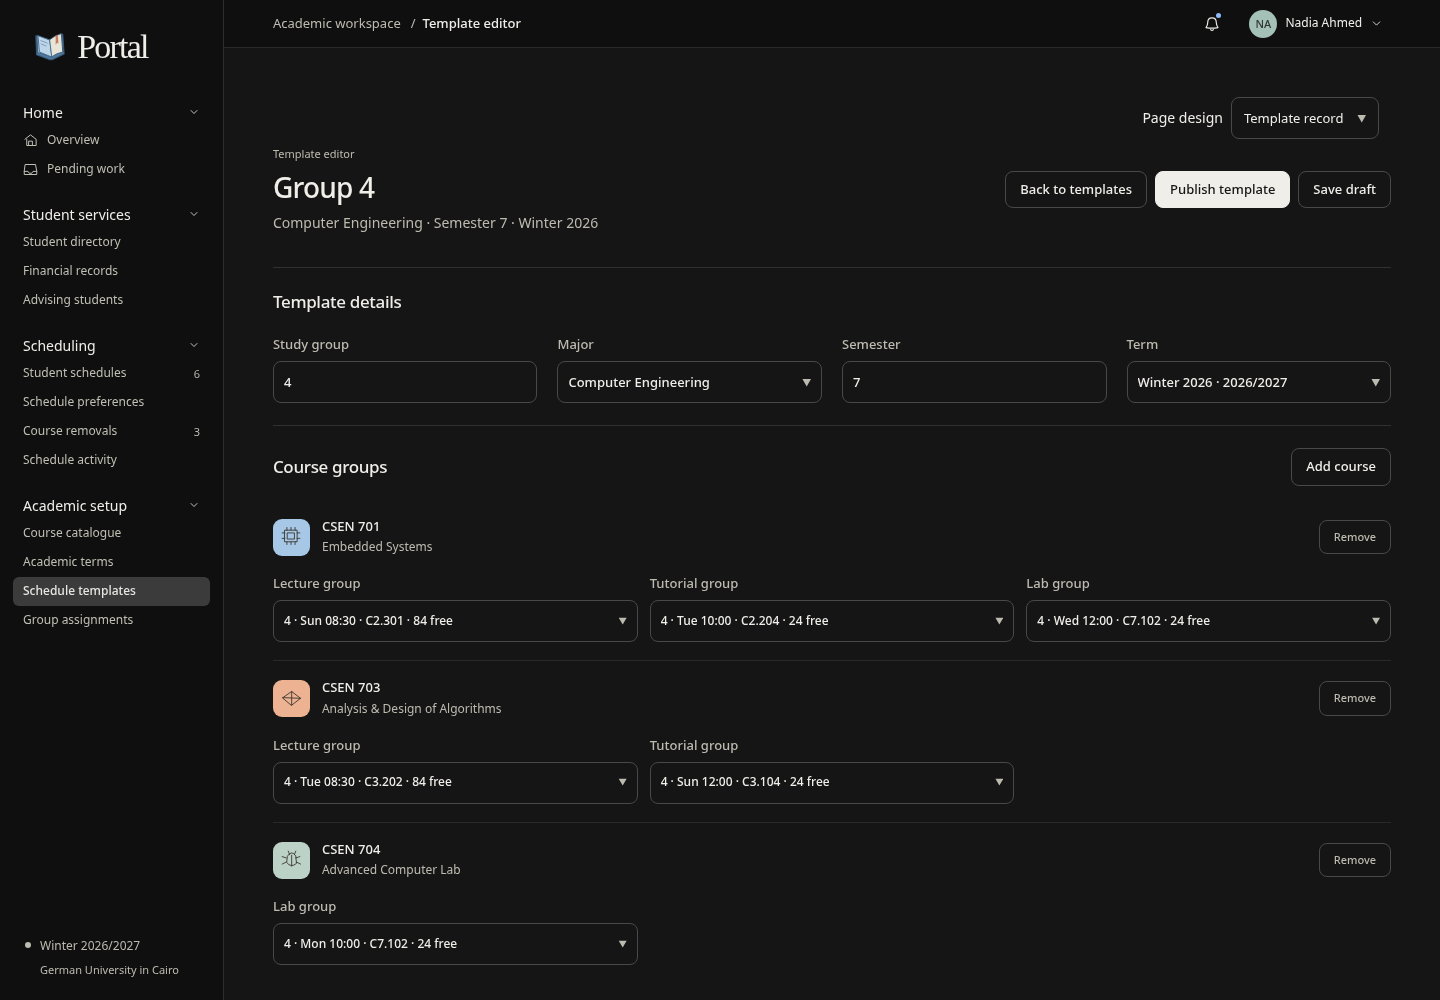 Portal
Academic workspace / Template editor
NA Nadia Ahmed
Home
Overview
Pending work
Student services
Student directory
Financial records
Advising students
Scheduling
Student schedules 6
Schedule preferences
Course removals 3
Schedule activity
Academic setup
Course catalogue
Academic terms
Schedule templates
Group assignments
Winter 2026/2027
German University in Cairo
Page design Template record
Template editor
Group 4
Computer Engineering · Semester 7 · Winter 2026
Back to templates Publish template Save draft
Template details
Study group Major Semester Term
4 Computer Engineering 7 Winter 2026 · 2026/2027
Course groups Add course
CSEN 701
Embedded Systems
Remove
Lecture group Tutorial group Lab group
4 · Sun 08:30 · C2.301 · 84 free 4 · Tue 10:00 · C2.204 · 24 free 4 · Wed 12:00 · C7.102 · 24 free
CSEN 703
Analysis & Design of Algorithms
Remove
Lecture group Tutorial group
4 · Tue 08:30 · C3.202 · 84 free 4 · Sun 12:00 · C3.104 · 24 free
CSEN 704
Advanced Computer Lab
Remove
Lab group
4 · Mon 10:00 · C7.102 · 24 free